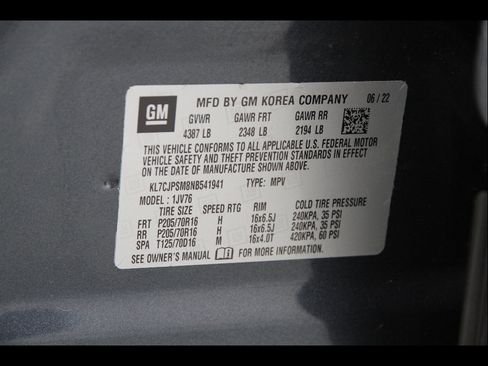 GM MFD BY GM KOREA COMPANY 06 / 22
GVWR GAWR FRT GAWR RR
4387 LB 2348 LB 2194 LB
THIS VEHICLE CONFORMS TO ALL APPLICABLE U.S. FEDERAL MOTOR
VEHICLE SAFETY AND THEFT PREVENTION STANDARDS IN EFFECT
ON THE DATE OF MANUFACTURE SHOWN ABOVE.
KL7CJPSM8NB541941 TYPE : MPV
MODEL : 1JV76
TIRE SIZE SPEED RTG RIM COLD TIRE PRESSURE
FRT P205/70R16 H 16x6.5J 240KPA, 35 PSI
RR P205/70R16 H 16x6.5J 240KPA, 35 PSI
SPA T125/70D16 M 16x4.0T 420KPA, 60 PSI
SEE OWNER'S MANUAL FOR MORE INFORMATION